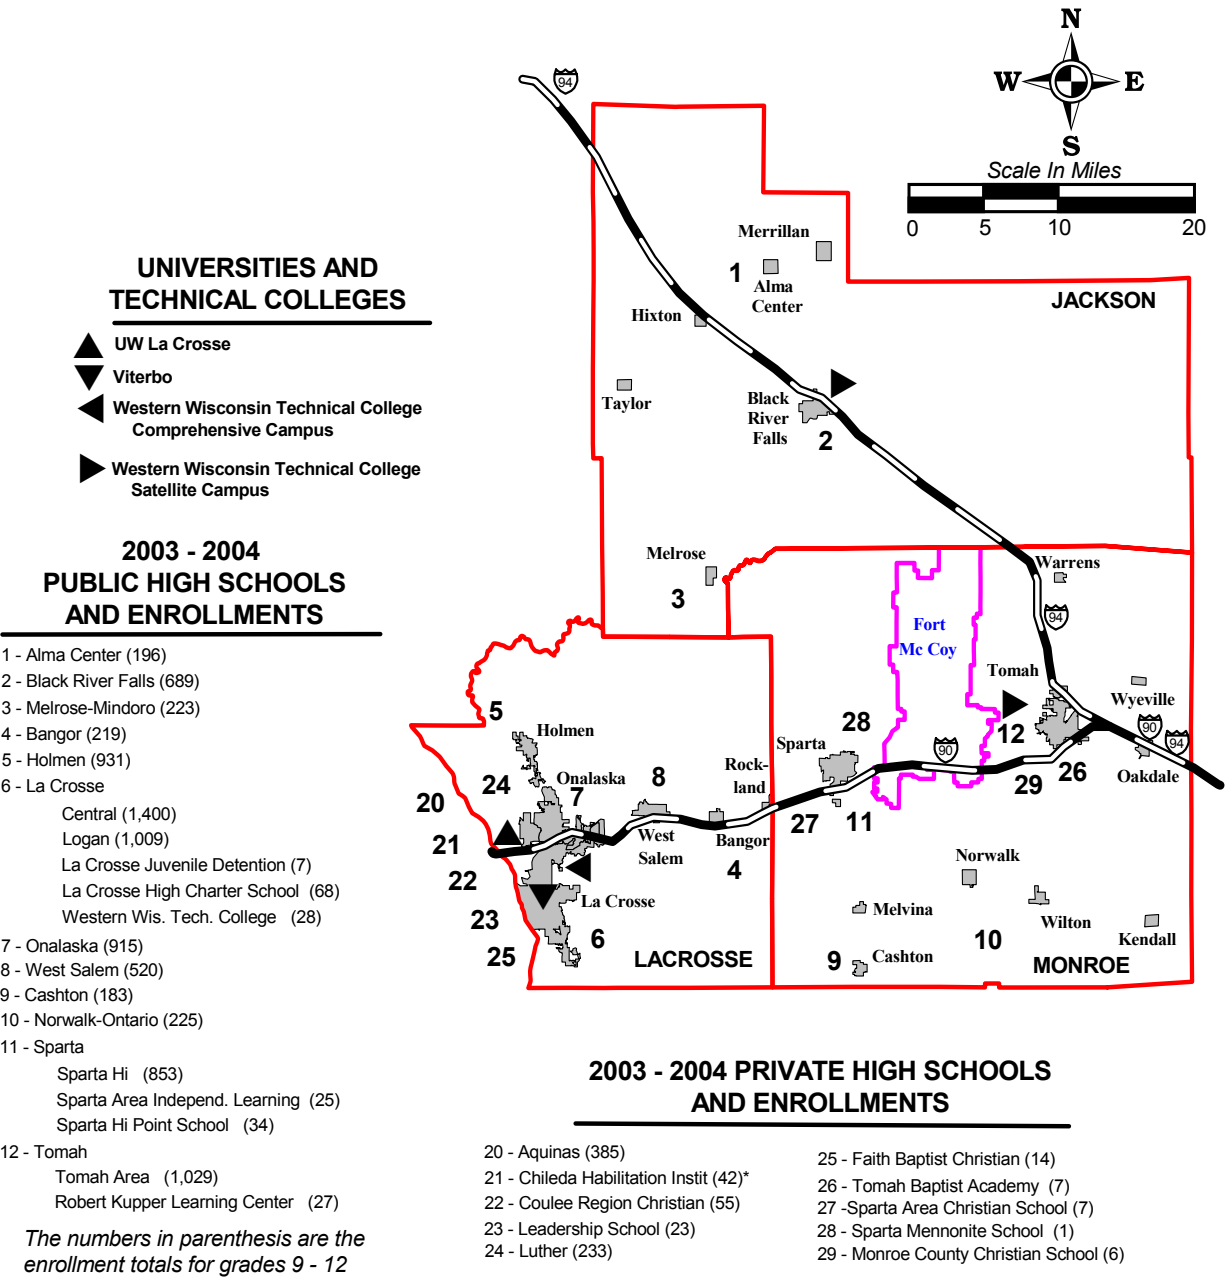 94
N
W
E
S
Scale In Miles
0 5 10 20
JACKSON
Merrillan
1
Alma
Center
Hixton
Taylor
Black
River
Falls
2
Melrose
3
Warrens
94
Fort
Mc Coy
Tomah
12
Wyeville
90
94
Oakdale
26
29
90
28
Sparta
27
11
Rock-
land
Bangor
4
5
Holmen
24
Onalaska
7
8
West
Salem
20
21
22
23
25
La Crosse
6
LACROSSE
Norwalk
10
Melvina
9
Cashton
Wilton
Kendall
MONROE
UNIVERSITIES AND
TECHNICAL COLLEGES
UW La Crosse
Viterbo
Western Wisconsin Technical College
Comprehensive Campus
Western Wisconsin Technical College
Satellite Campus
2003 - 2004
PUBLIC HIGH SCHOOLS
AND ENROLLMENTS
1 - Alma Center (196)
2 - Black River Falls (689)
3 - Melrose-Mindoro (223)
4 - Bangor (219)
5 - Holmen (931)
6 - La Crosse
Central (1,400)
Logan (1,009)
La Crosse Juvenile Detention (7)
La Crosse High Charter School (68)
Western Wis. Tech. College (28)
7 - Onalaska (915)
8 - West Salem (520)
9 - Cashton (183)
10 - Norwalk-Ontario (225)
11 - Sparta
Sparta Hi (853)
Sparta Area Independ. Learning (25)
Sparta Hi Point School (34)
12 - Tomah
Tomah Area (1,029)
Robert Kupper Learning Center (27)
The numbers in parenthesis are the
enrollment totals for grades 9 - 12
2003 - 2004 PRIVATE HIGH SCHOOLS
AND ENROLLMENTS
20 - Aquinas (385)
21 - Chileda Habilitation Instit (42)*
22 - Coulee Region Christian (55)
23 - Leadership School (23)
24 - Luther (233)
25 - Faith Baptist Christian (14)
26 - Tomah Baptist Academy (7)
27 -Sparta Area Christian School (7)
28 - Sparta Mennonite School (1)
29 - Monroe County Christian School (6)